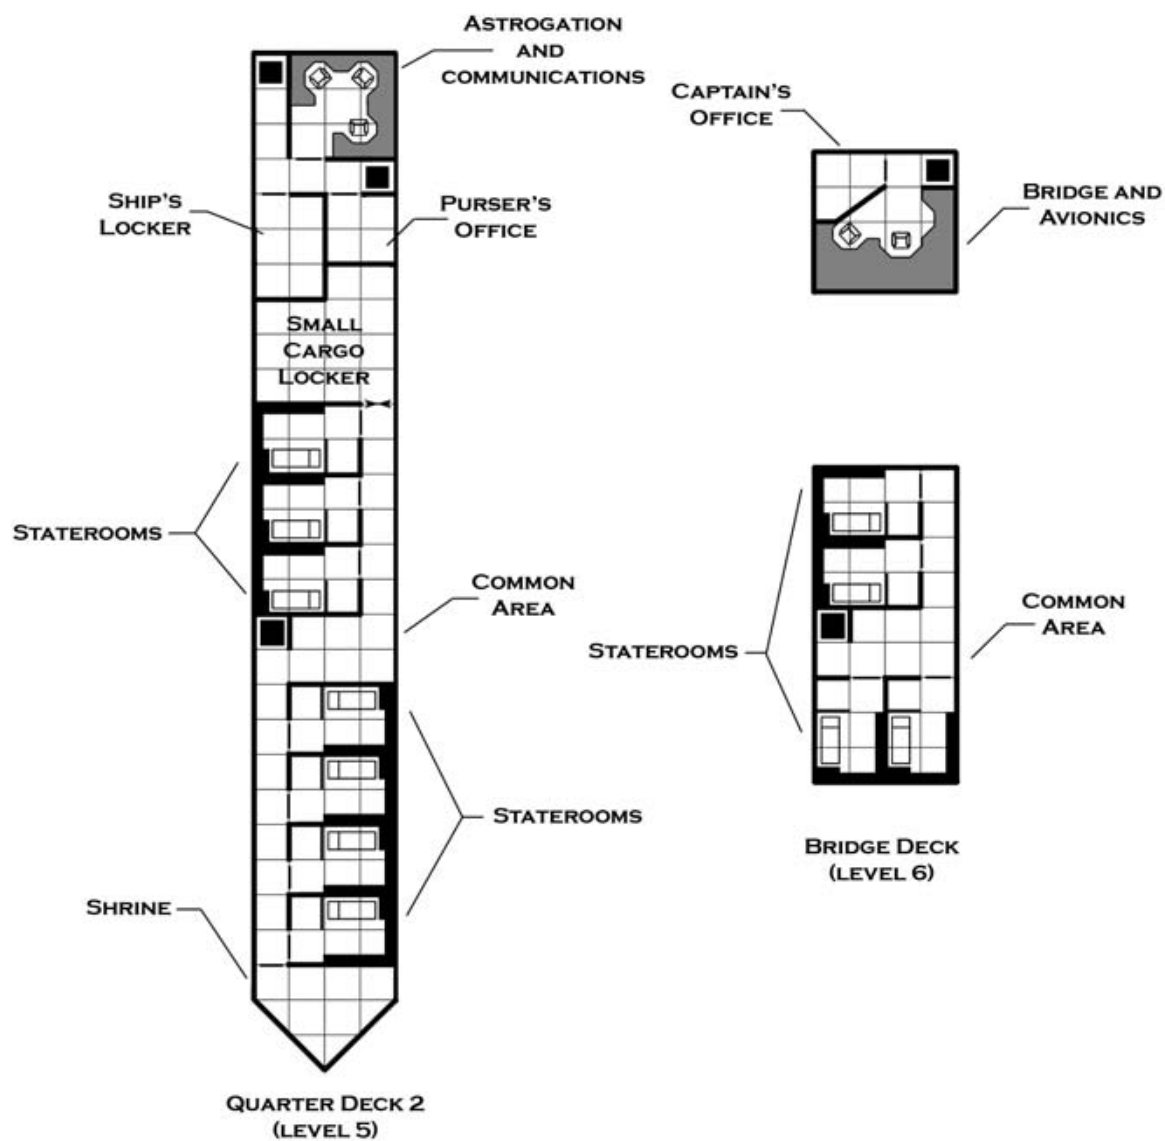 ASTROGATION
AND
COMMUNICATIONS
SHIP'S
LOCKER
PURSER'S
OFFICE
SMALL
CARGO
LOCKER
STATEROOMS
COMMON
AREA
STATEROOMS
SHRINE
QUARTER DECK 2
(LEVEL 5)
CAPTAIN'S
OFFICE
BRIDGE AND
AVIONICS
STATEROOMS
COMMON
AREA
BRIDGE DECK
(LEVEL 6)